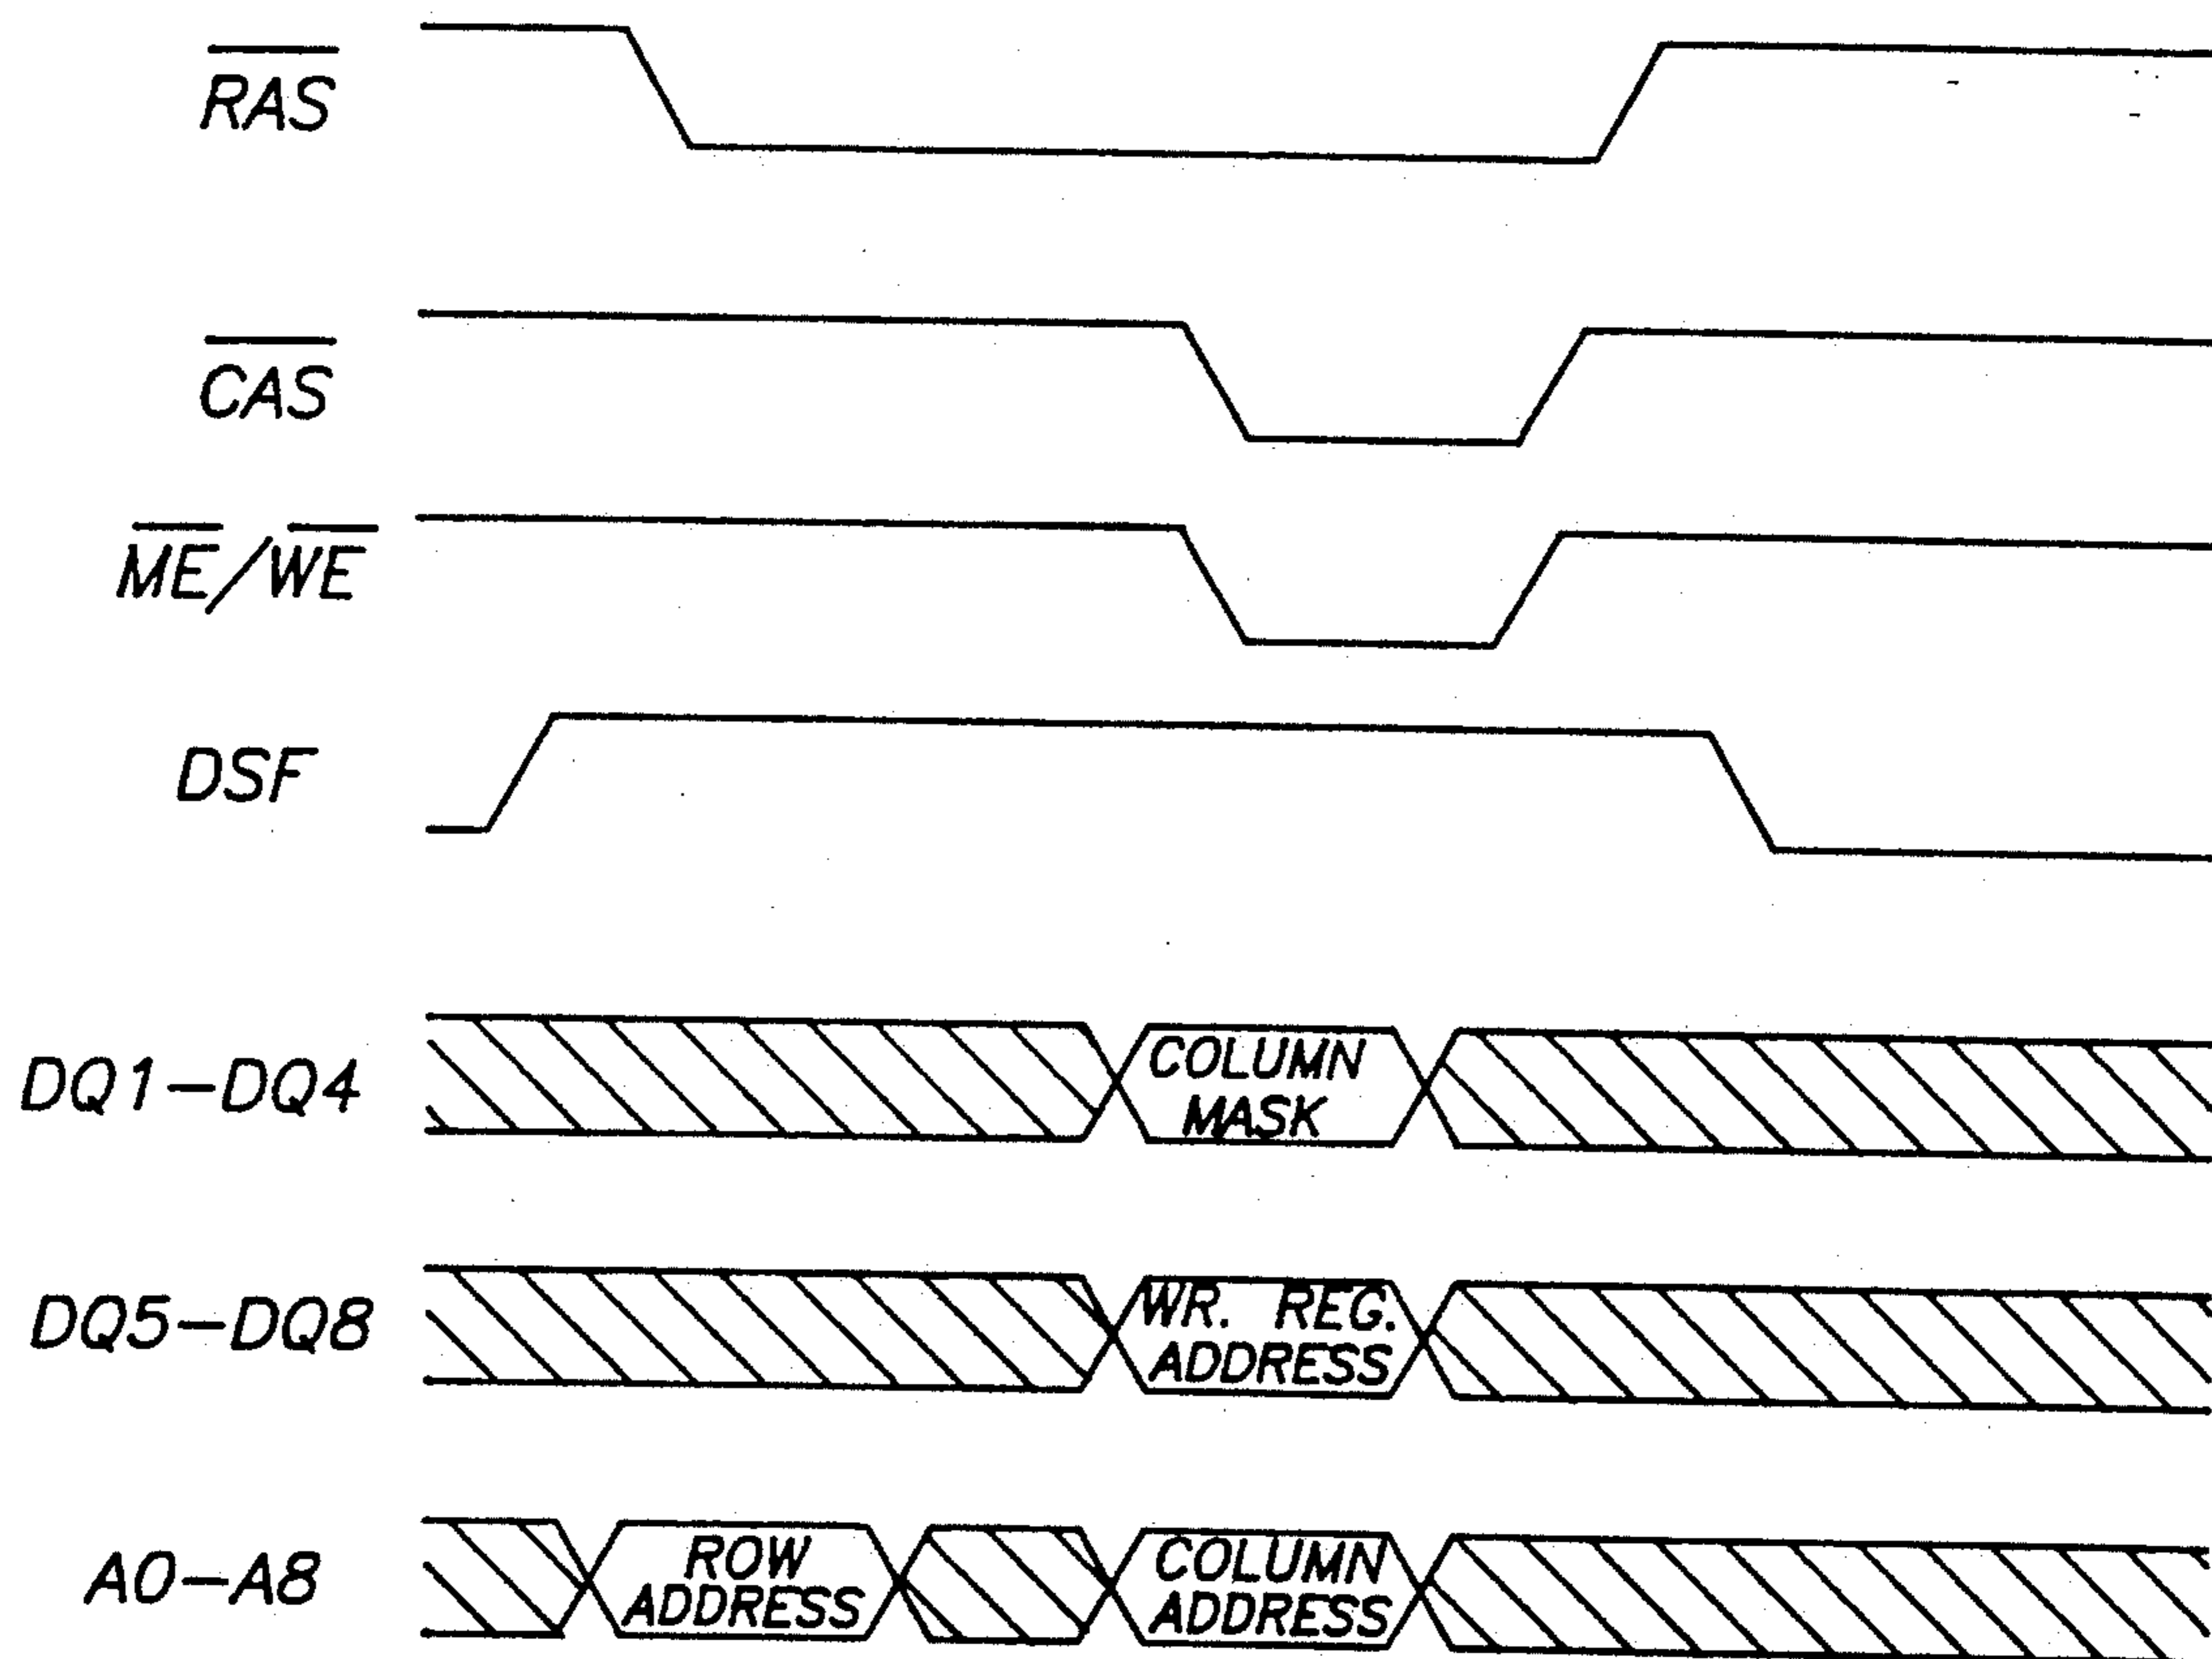 RAS
CAS
ME/WE
DSF
DQ1-DQ4
COLUMN
MASK
DQ5-DQ8
WR. REG.
ADDRESS
A0-A8
ROW
ADDRESS
COLUMN
ADDRESS